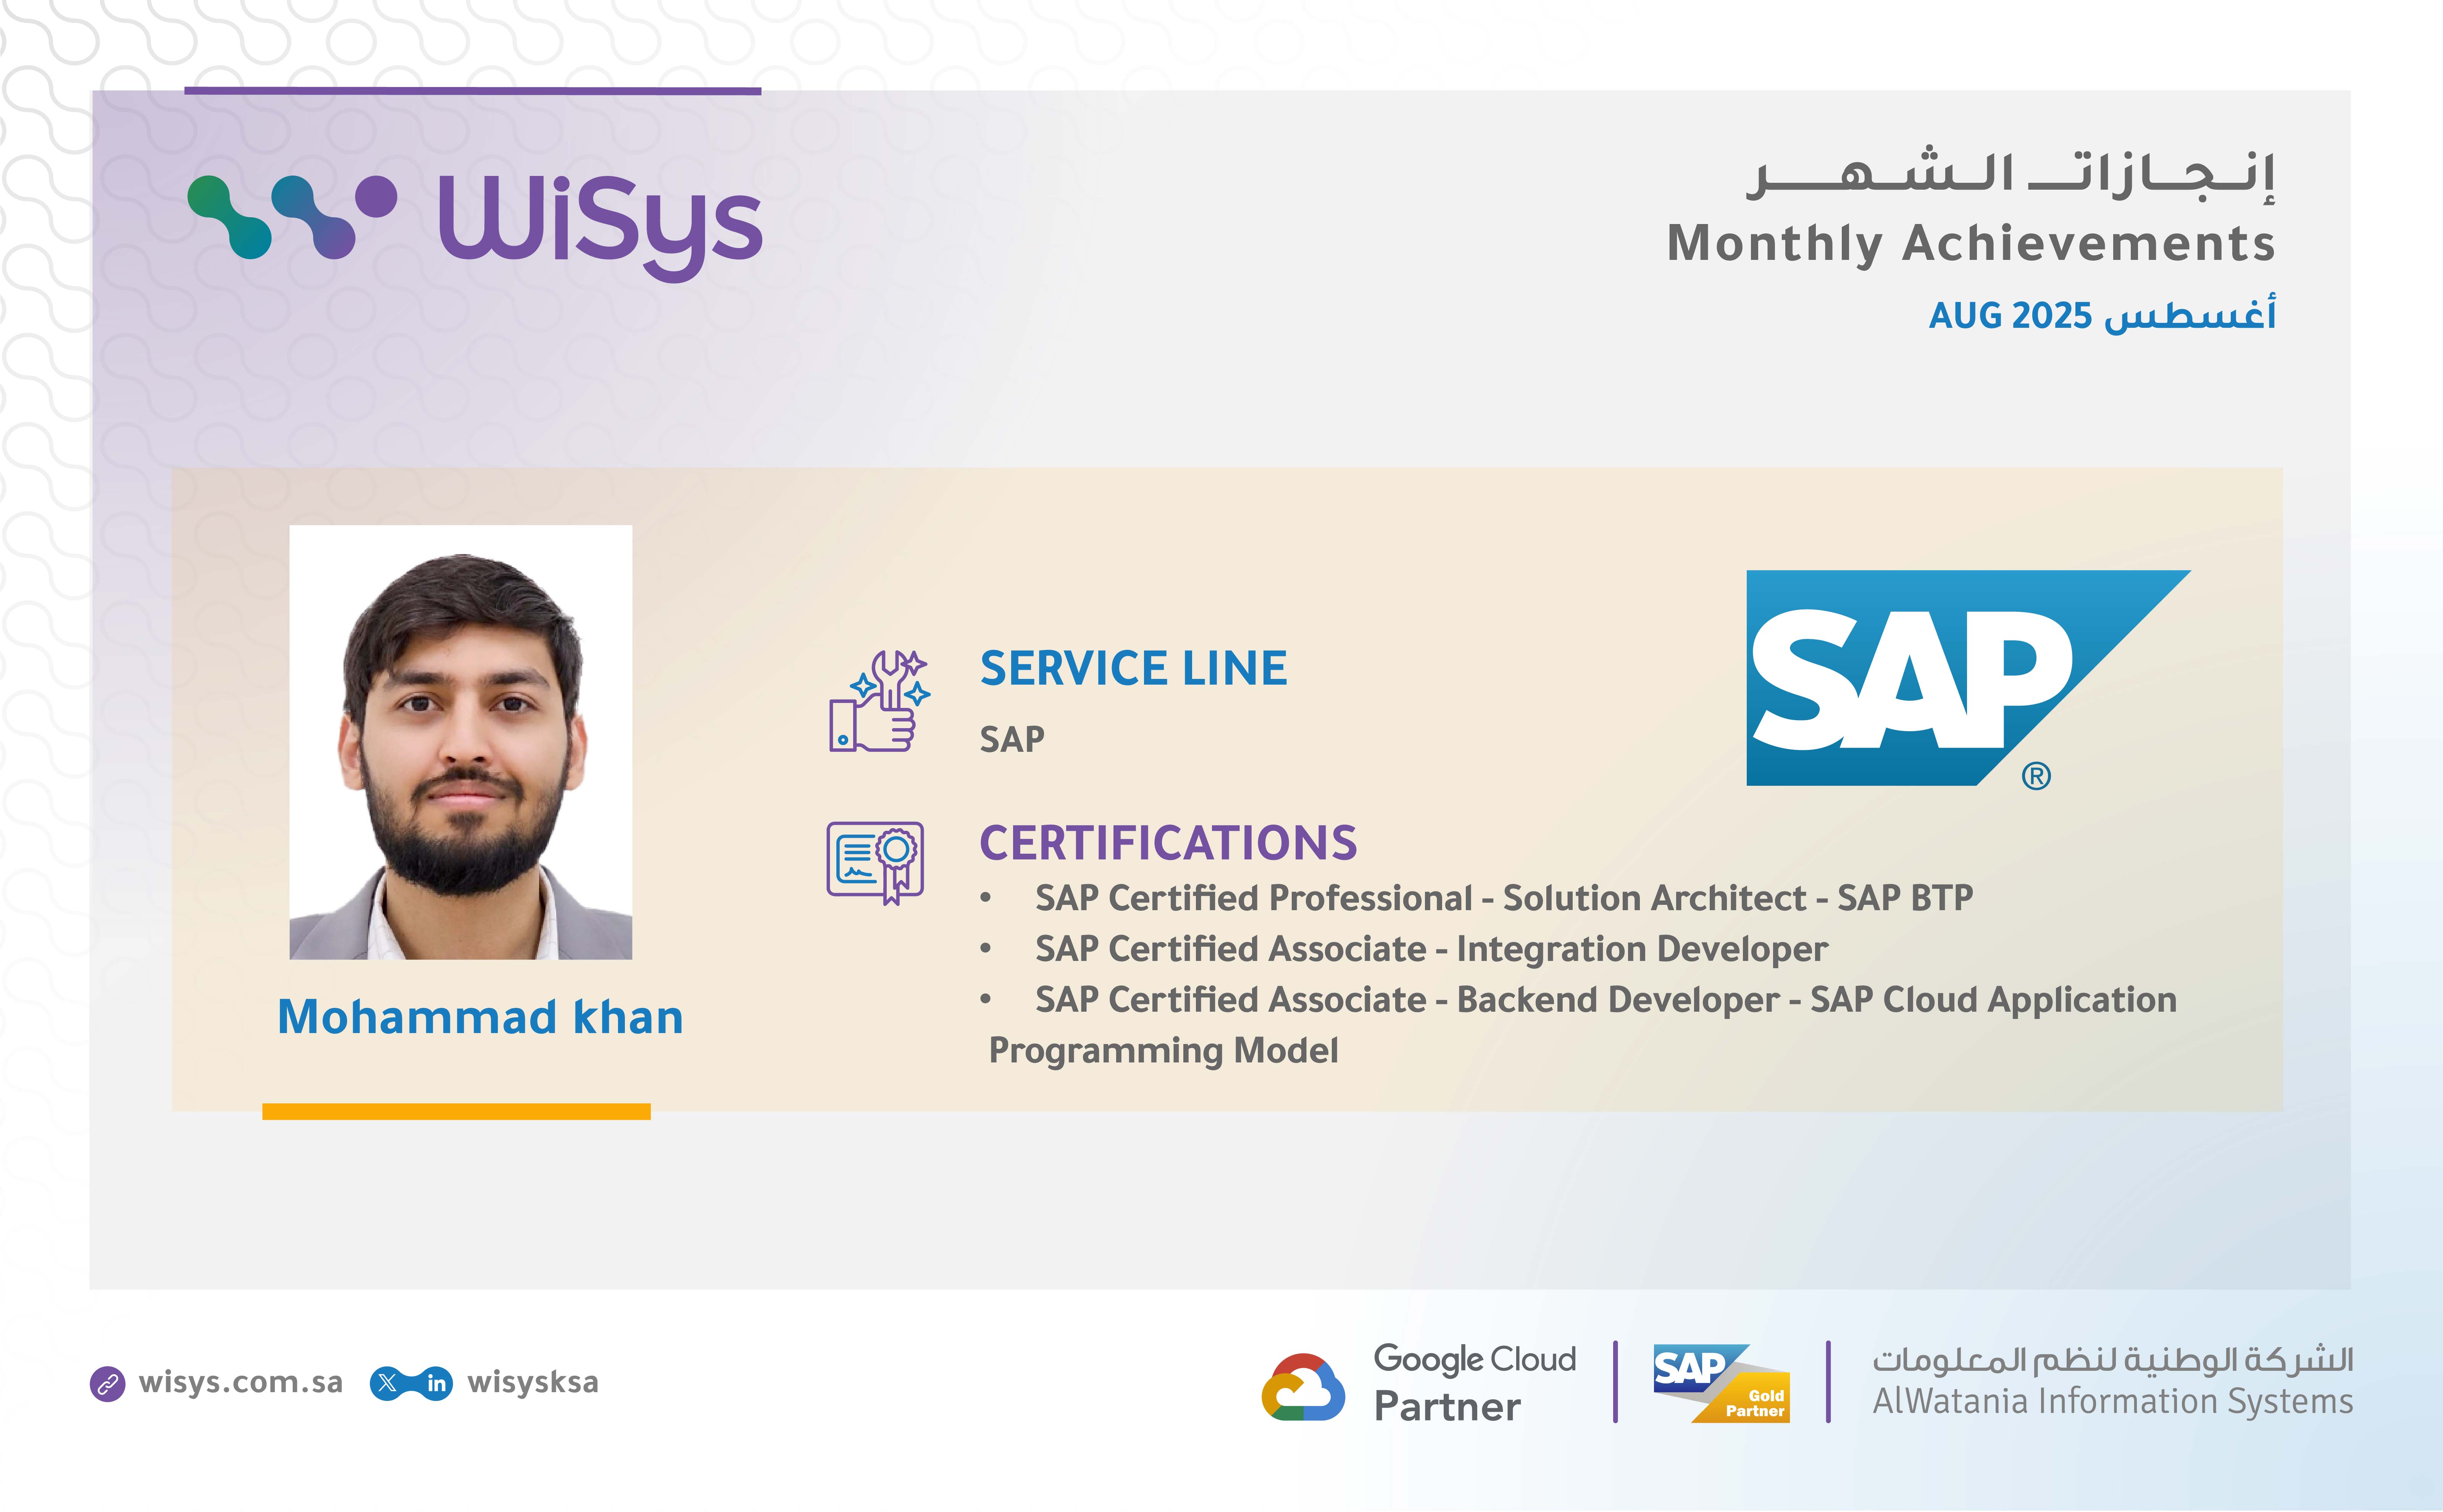 WiSys
إنجازات الشهر
Monthly Achievements
أغسطس AUG 2025
SERVICE LINE
SAP
SAP
®
CERTIFICATIONS
• SAP Certified Professional - Solution Architect - SAP BTP
• SAP Certified Associate - Integration Developer
• SAP Certified Associate - Backend Developer - SAP Cloud Application
Programming Model
Mohammad khan
wisys.com.sa
X in wisysksa
Google Cloud
Partner
SAP
Gold
Partner
الشركة الوطنية لنظم المعلومات
AlWatania Information Systems